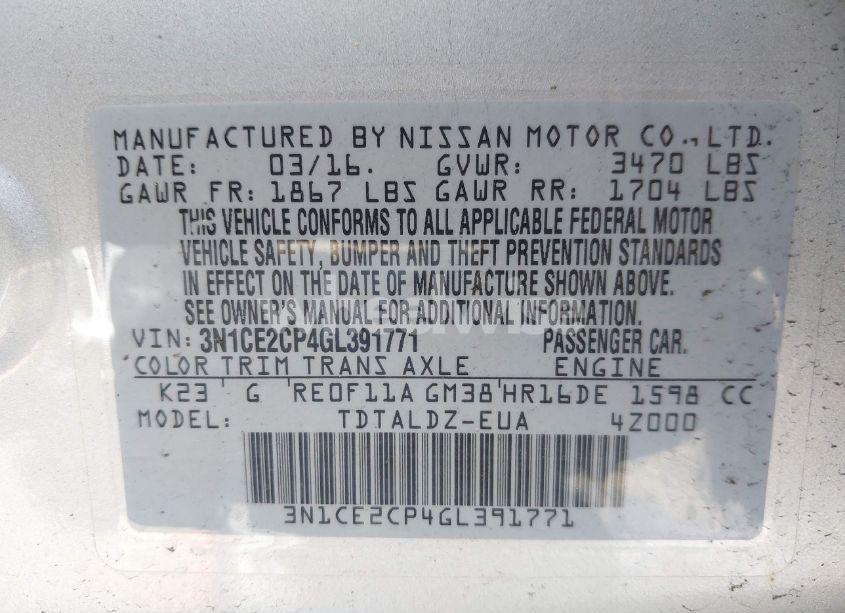 MANUFACTURED BY NISSAN MOTOR CO., LTD.
DATE: 03/16. GVWR: 3470 LBS
GAWR FR: 1867 LBS GAWR RR: 1704 LBS
THIS VEHICLE CONFORMS TO ALL APPLICABLE FEDERAL MOTOR
VEHICLE SAFETY, BUMPER AND THEFT PREVENTION STANDARDS
IN EFFECT ON THE DATE OF MANUFACTURE SHOWN ABOVE.
SEE OWNER'S MANUAL FOR ADDITIONAL INFORMATION.
VIN: 3N1CE2CP4GL391771 PASSENGER CAR.
COLOR TRIM TRANS AXLE ENGINE
K23 G RE0F11A GM38 HR16DE 1598 CC
MODEL: TDTALDZ-EUA 4Z000
3N1CE2CP4GL391771